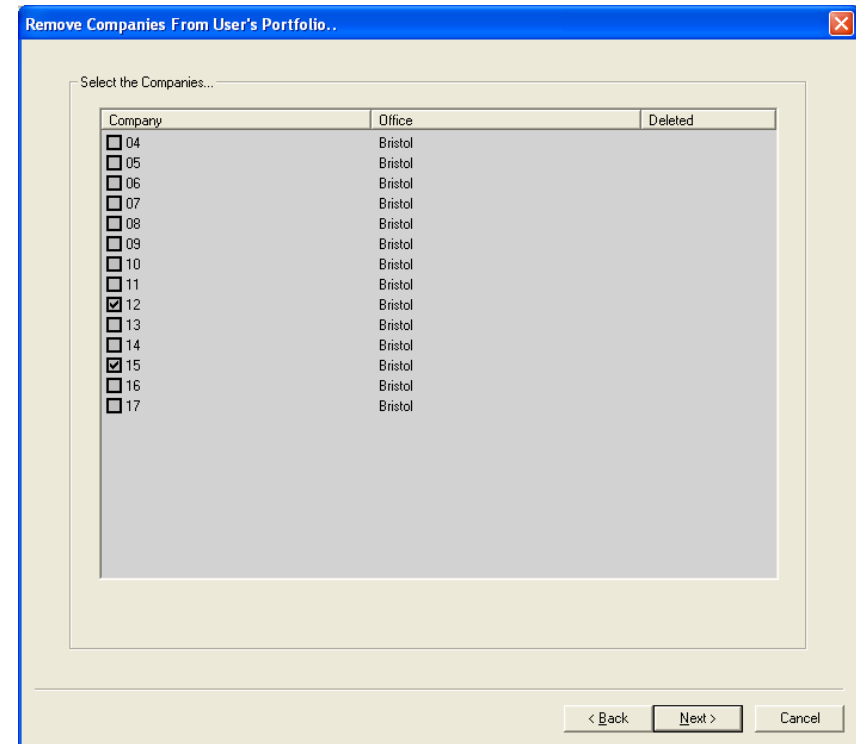 Remove Companies From User's Portfolio..
Select the Companies...
Company Office Deleted
04 Bristol
05 Bristol
06 Bristol
07 Bristol
08 Bristol
09 Bristol
10 Bristol
11 Bristol
12 Bristol
13 Bristol
14 Bristol
15 Bristol
16 Bristol
17 Bristol
< Back Next > Cancel